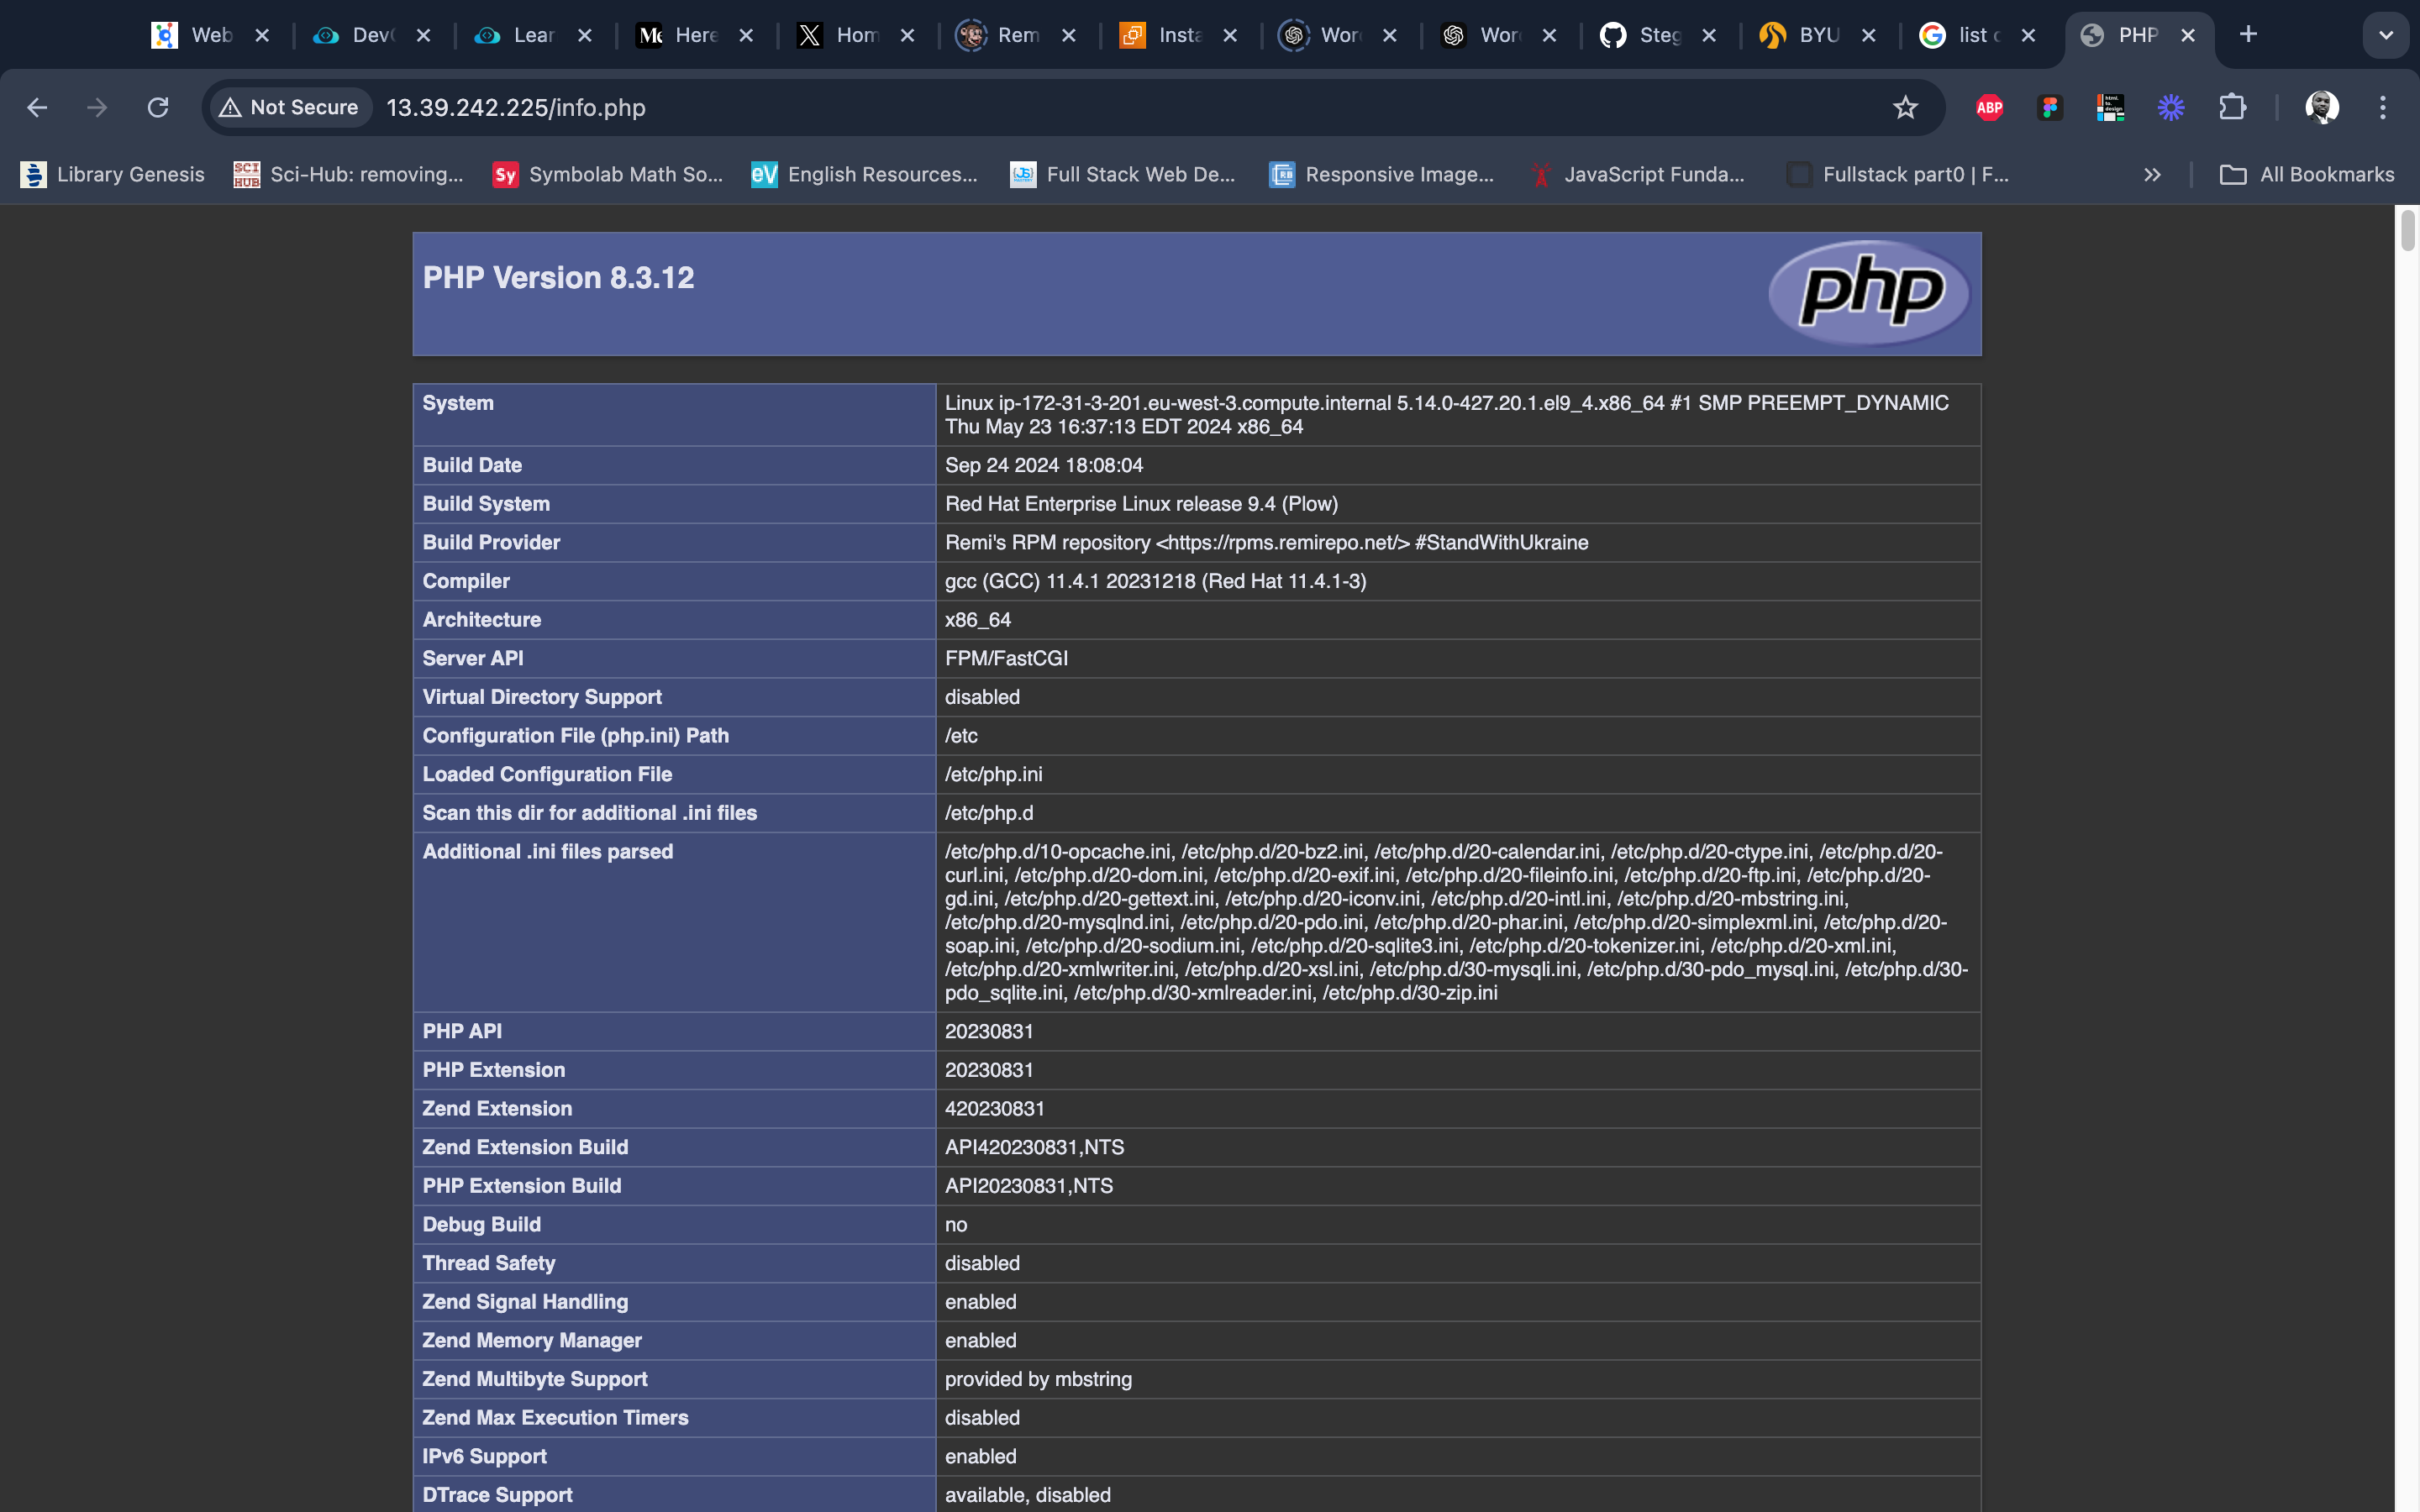 Web
Dev
Lear
Me
Here
Hom
Rem
Insta
Wor
Wor
Steg
BYU
list
PHP
Not Secure
13.39.242.225/info.php
ABP
Library Genesis
SCI
HUB
Sci-Hub: removing...
Sy
Symbolab Math So...
eV
English Resources...
JS
Full Stack Web De...
RB
Responsive Image...
JavaScript Funda...
Fullstack part0 | F...
All Bookmarks
PHP Version 8.3.12
php
System
Linux ip-172-31-3-201.eu-west-3.compute.internal 5.14.0-427.20.1.el9_4.x86_64 #1 SMP PREEMPT_DYNAMIC
Thu May 23 16:37:13 EDT 2024 x86_64
Build Date
Sep 24 2024 18:08:04
Build System
Red Hat Enterprise Linux release 9.4 (Plow)
Build Provider
Remi's RPM repository <https://rpms.remirepo.net/> #StandWithUkraine
Compiler
gcc (GCC) 11.4.1 20231218 (Red Hat 11.4.1-3)
Architecture
x86_64
Server API
FPM/FastCGI
Virtual Directory Support
disabled
Configuration File (php.ini) Path
/etc
Loaded Configuration File
/etc/php.ini
Scan this dir for additional .ini files
/etc/php.d
Additional .ini files parsed
/etc/php.d/10-opcache.ini, /etc/php.d/20-bz2.ini, /etc/php.d/20-calendar.ini, /etc/php.d/20-ctype.ini, /etc/php.d/20-
curl.ini, /etc/php.d/20-dom.ini, /etc/php.d/20-exif.ini, /etc/php.d/20-fileinfo.ini, /etc/php.d/20-ftp.ini, /etc/php.d/20-
gd.ini, /etc/php.d/20-gettext.ini, /etc/php.d/20-iconv.ini, /etc/php.d/20-intl.ini, /etc/php.d/20-mbstring.ini,
/etc/php.d/20-mysqlnd.ini, /etc/php.d/20-pdo.ini, /etc/php.d/20-phar.ini, /etc/php.d/20-simplexml.ini, /etc/php.d/20-
soap.ini, /etc/php.d/20-sodium.ini, /etc/php.d/20-sqlite3.ini, /etc/php.d/20-tokenizer.ini, /etc/php.d/20-xml.ini,
/etc/php.d/20-xmlwriter.ini, /etc/php.d/20-xsl.ini, /etc/php.d/30-mysqli.ini, /etc/php.d/30-pdo_mysql.ini, /etc/php.d/30-
pdo_sqlite.ini, /etc/php.d/30-xmlreader.ini, /etc/php.d/30-zip.ini
PHP API
20230831
PHP Extension
20230831
Zend Extension
420230831
Zend Extension Build
API420230831,NTS
PHP Extension Build
API20230831,NTS
Debug Build
no
Thread Safety
disabled
Zend Signal Handling
enabled
Zend Memory Manager
enabled
Zend Multibyte Support
provided by mbstring
Zend Max Execution Timers
disabled
IPv6 Support
enabled
DTrace Support
available, disabled